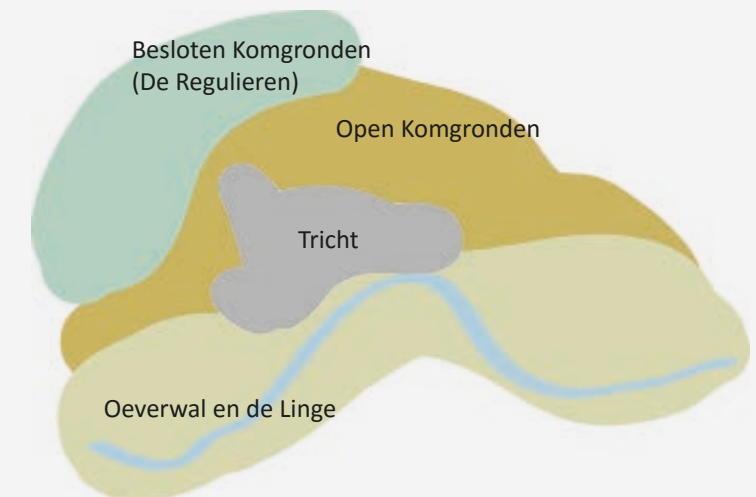 Besloten Komgronden
(De Regulieren)
Open Komgronden
Tricht
Oeverwal en de Linge